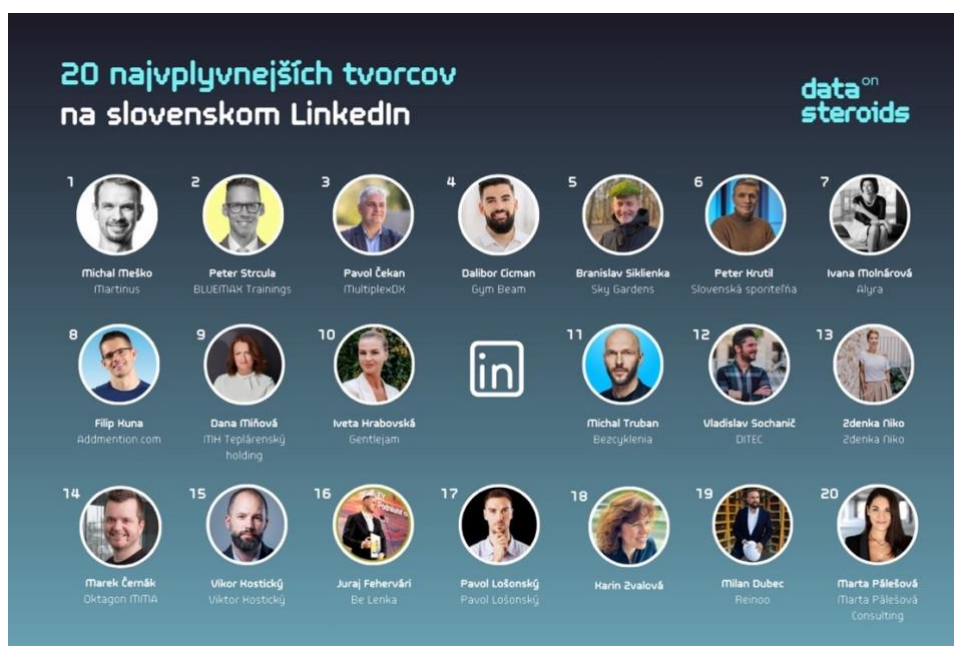 20 najvplyvnejších tvorcov
na slovenskom LinkedIn
data on
steroids
1
Michal Meško
Martinus
2
Peter Strcula
BLUEMAX Trainings
3
Pavol Čekan
MultiplexDX
4
Dalibor Cicman
Gym Beam
5
Branislav Siklienka
Sky Gardens
6
Peter Krutil
Slovenská sporiteľňa
7
Ivana Molnárová
Alyra
8
Filip Kuna
Addmention.com
9
Dana Miňová
MH Teplárenský
holding
10
Iveta Hrabovská
Gentlejam
in
11
Michal Truban
Bezcyklenia
12
Vladislav Sochanič
DITEC
13
Zdenka Niko
Zdenka Niko
14
Marek Černák
Oktagon MMA
15
Vikor Kostický
Viktor Kostický
16
Juraj Fehervári
Be Lenka
17
Pavol Lošonský
Pavol Lošonský
18
Karin Zvalová
19
Milan Dubec
Reinoo
20
Marta Pálešová
Marta Pálešová
Consulting